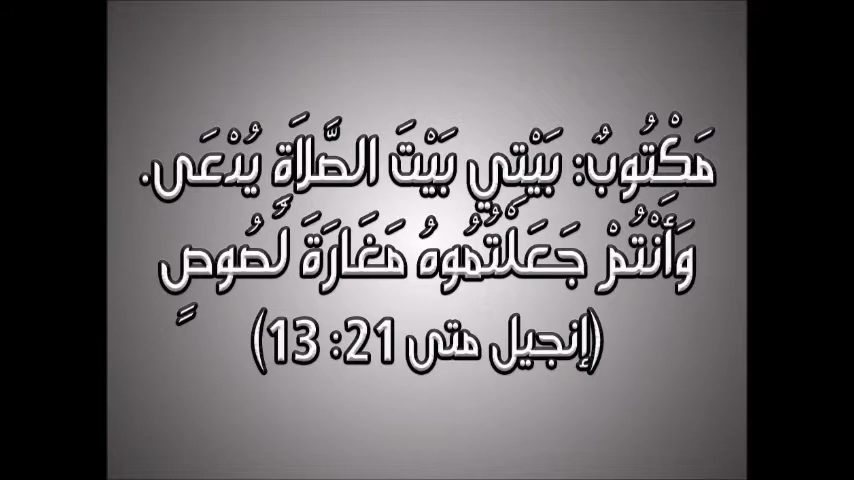 مَكْتُوبٌ: بَيْتِي بَيْتَ الصَّلاَةِ يُدْعَى.
وَأَنْتُمْ جَعَلْتُمُوهُ مَغَارَةَ لُصُوصٍ
(إنجيل متى 21: 13)